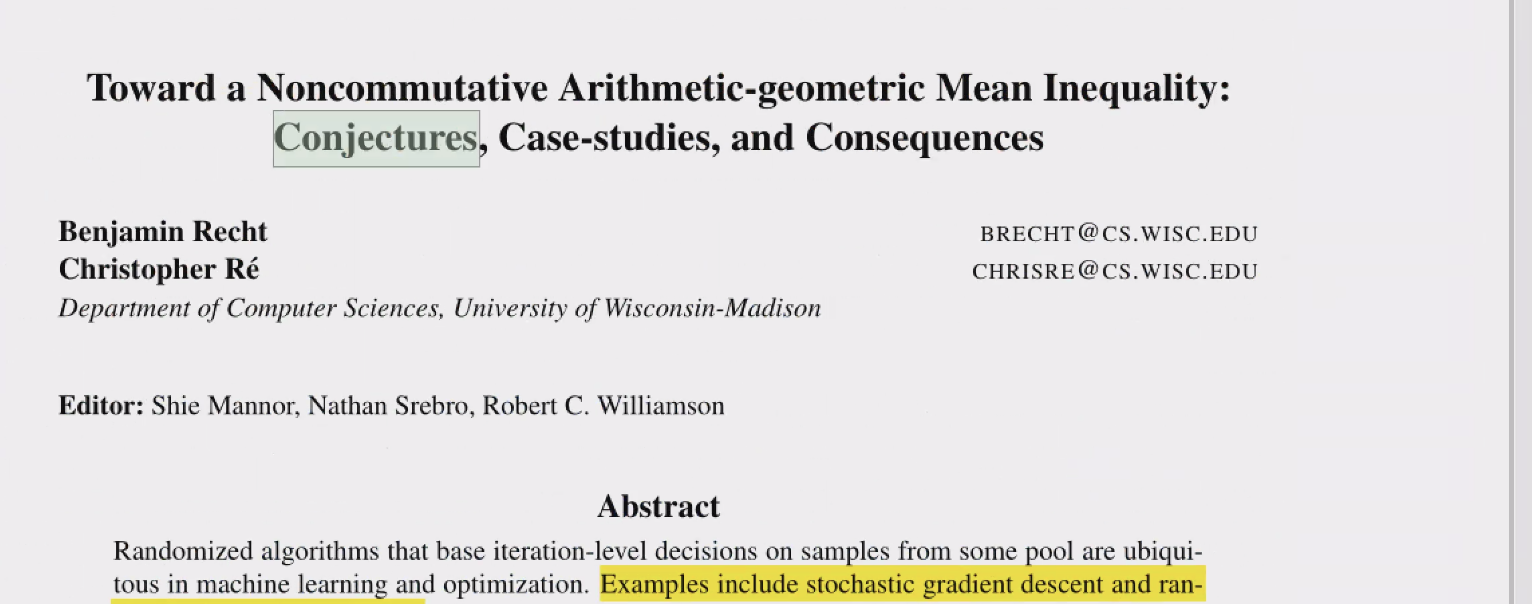 Toward a Noncommutative Arithmetic-geometric Mean Inequality:
Conjectures, Case-studies, and Consequences
Benjamin Recht BRECHT@CS.WISC.EDU
Christopher Ré CHRISRE@CS.WISC.EDU
Department of Computer Sciences, University of Wisconsin-Madison
Editor: Shie Mannor, Nathan Srebro, Robert C. Williamson
Abstract
Randomized algorithms that base iteration-level decisions on samples from some pool are ubiqui-
tous in machine learning and optimization. Examples include stochastic gradient descent and ran-